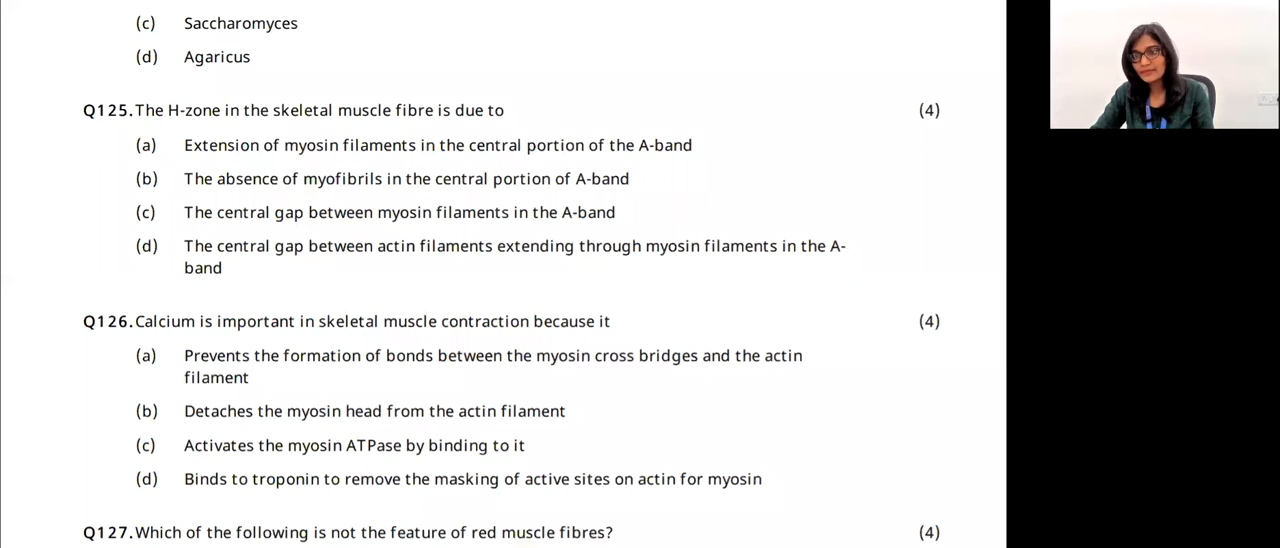 (c) Saccharomyces
(d) Agaricus
Q125. The H-zone in the skeletal muscle fibre is due to (4)
(a) Extension of myosin filaments in the central portion of the A-band
(b) The absence of myofibrils in the central portion of A-band
(c) The central gap between myosin filaments in the A-band
(d) The central gap between actin filaments extending through myosin filaments in the A-
band
Q126. Calcium is important in skeletal muscle contraction because it (4)
(a) Prevents the formation of bonds between the myosin cross bridges and the actin
filament
(b) Detaches the myosin head from the actin filament
(c) Activates the myosin ATPase by binding to it
(d) Binds to troponin to remove the masking of active sites on actin for myosin
Q127. Which of the following is not the feature of red muscle fibres? (4)